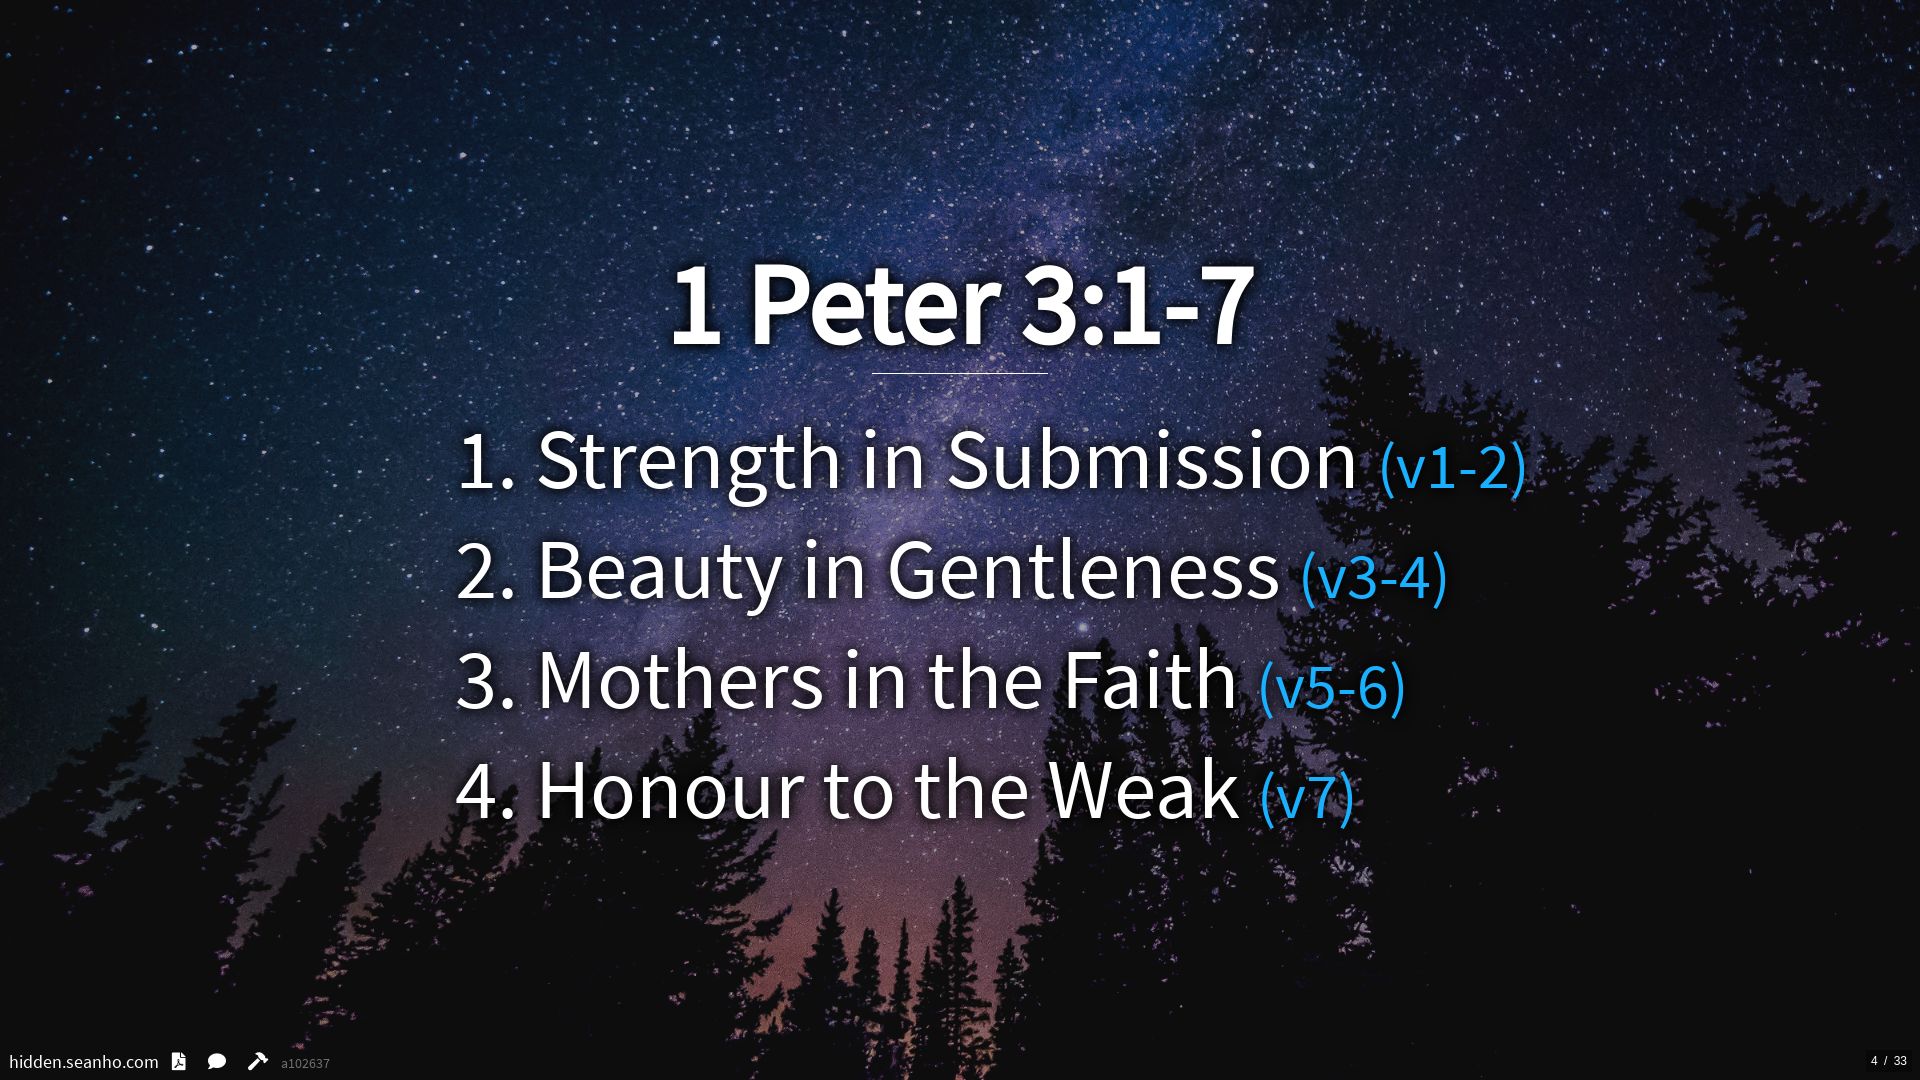 1 Peter 3:1-7
1. Strength in Submission (v1-2)
2. Beauty in Gentleness (v3-4)
3. Mothers in the Faith (v5-6)
4. Honour to the Weak (v7)
hidden.seanho.com a102637
4 / 33